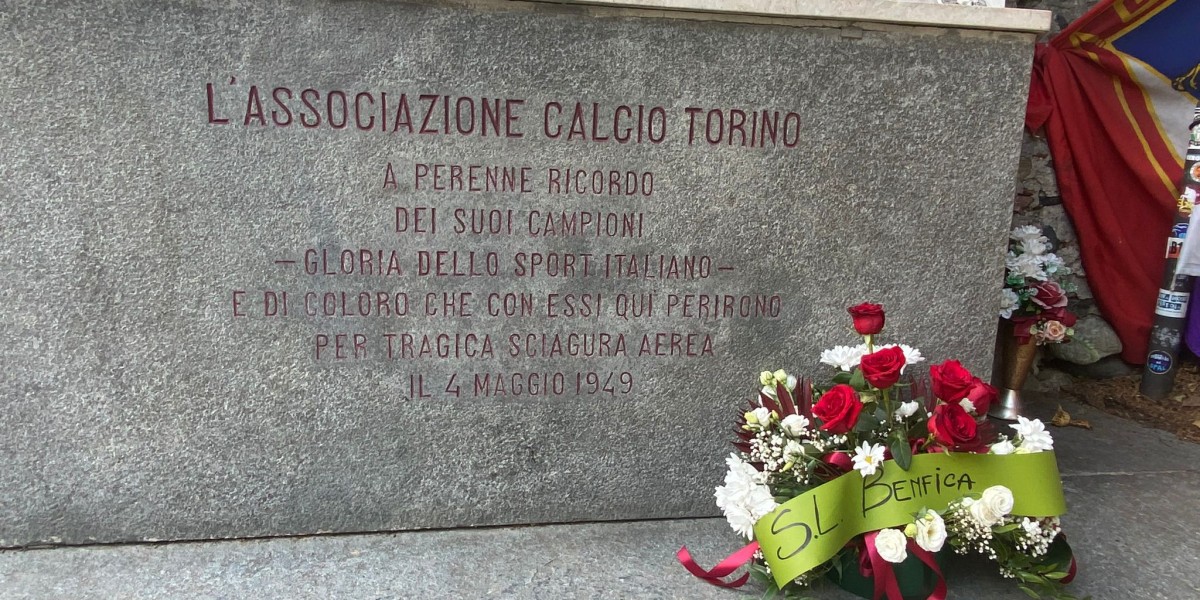 L'ASSOCIAZIONE CALCIO TORINO
A PERENNE RICORDO
DEI SUOI CAMPIONI
– GLORIA DELLO SPORT ITALIANO –
E DI COLORO CHE CON ESSI QUI PERIRONO
PER TRAGICA SCIAGURA AEREA
IL 4 MAGGIO 1949
S.L. BENFICA